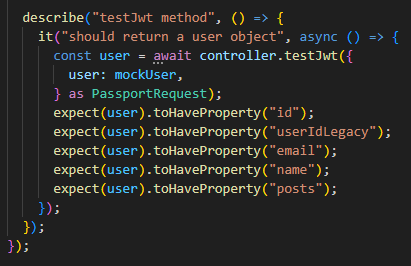 describe("testJwt method", () => {
  it("should return a user object", async () => {
    const user = await controller.testJwt({
      user: mockUser,
    } as PassportRequest);
    expect(user).toHaveProperty("id");
    expect(user).toHaveProperty("userIdLegacy");
    expect(user).toHaveProperty("email");
    expect(user).toHaveProperty("name");
    expect(user).toHaveProperty("posts");
  });
});
});